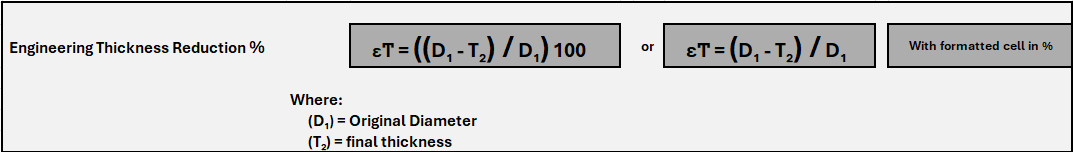 Engineering Thickness Reduction % εT = ((D₁ - T₂) / D₁) 100 or εT = (D₁ - T₂) / D₁ With formatted cell in %
Where:
(D₁) = Original Diameter
(T₂) = final thickness